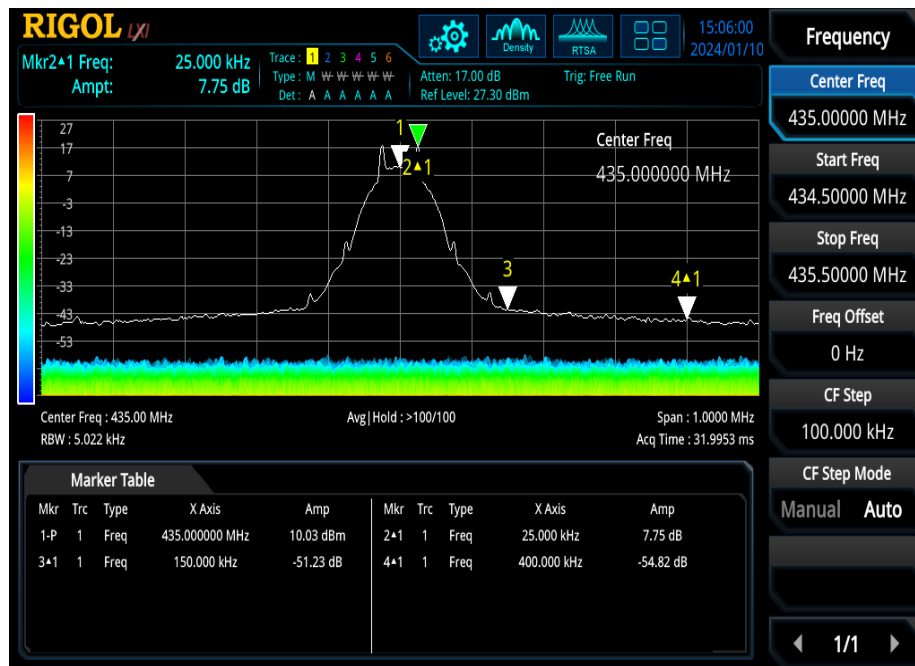 RIGOL LXI
Density
RTSA
15:06:00
2024/01/10
Mkr2▲1 Freq: 25.000 kHz
Ampt: 7.75 dB
Trace: 1 2 3 4 5 6
Type: M W W W W W
Det: A A A A A A
Atten: 17.00 dB
Ref Level: 27.30 dBm
Trig: Free Run
27
17
7
-3
-13
-23
-33
-43
-53
1
2▲1
3
4▲1
Center Freq
435.000000 MHz
Center Freq : 435.00 MHz
Avg|Hold : >100/100
Span : 1.0000 MHz
RBW : 5.022 kHz
Acq Time : 31.9953 ms
Marker Table
Mkr Trc Type X Axis Amp Mkr Trc Type X Axis Amp
1-P 1 Freq 435.000000 MHz 10.03 dBm 2▲1 1 Freq 25.000 kHz 7.75 dB
3▲1 1 Freq 150.000 kHz -51.23 dB 4▲1 1 Freq 400.000 kHz -54.82 dB
Frequency
Center Freq
435.00000 MHz
Start Freq
434.50000 MHz
Stop Freq
435.50000 MHz
Freq Offset
0 Hz
CF Step
100.000 kHz
CF Step Mode
Manual Auto
1/1